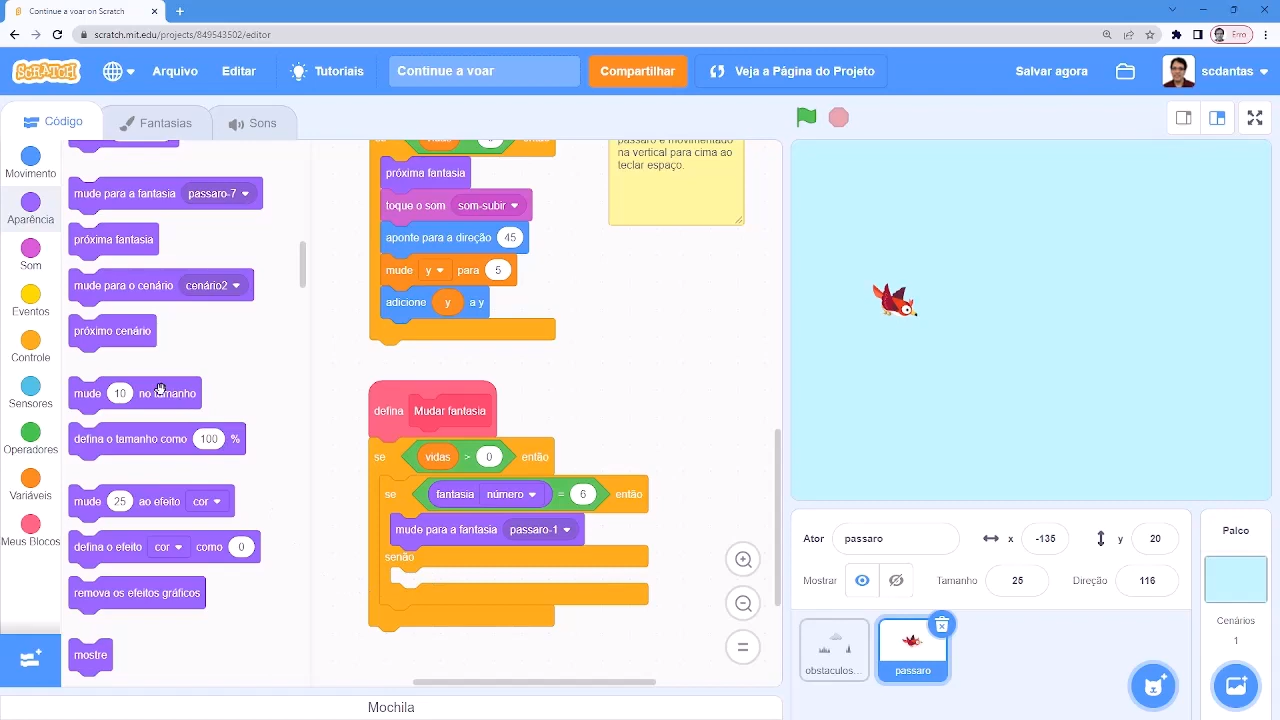 Continue a voar on Scratch
scratch.mit.edu/projects/849543502/editor
Erro
SCRATCH
Arquivo
Editar
Tutoriais
Continue a voar
Compartilhar
Veja a Página do Projeto
Salvar agora
scdantas
Código
Fantasias
Sons
Movimento
Aparência
Som
Eventos
Controle
Sensores
Operadores
Variáveis
Meus Blocos
mude para a fantasia passaro-7
próxima fantasia
mude para o cenário cenário2
próximo cenário
mude 10 no tamanho
defina o tamanho como 100 %
mude 25 ao efeito cor
defina o efeito cor como 0
remova os efeitos gráficos
mostre
próxima fantasia
toque o som som-subir
aponte para a direção 45
mude y para 5
adicione y a y
na vertical para cima ao
teclar espaço.
defina Mudar fantasia
se vidas > 0 então
se fantasia número = 6 então
mude para a fantasia passaro-1
senão
Mochila
Ator passaro x -135 y 20
Mostrar Tamanho 25 Direção 116
obstaculos...
passaro
Palco
Cenários
1